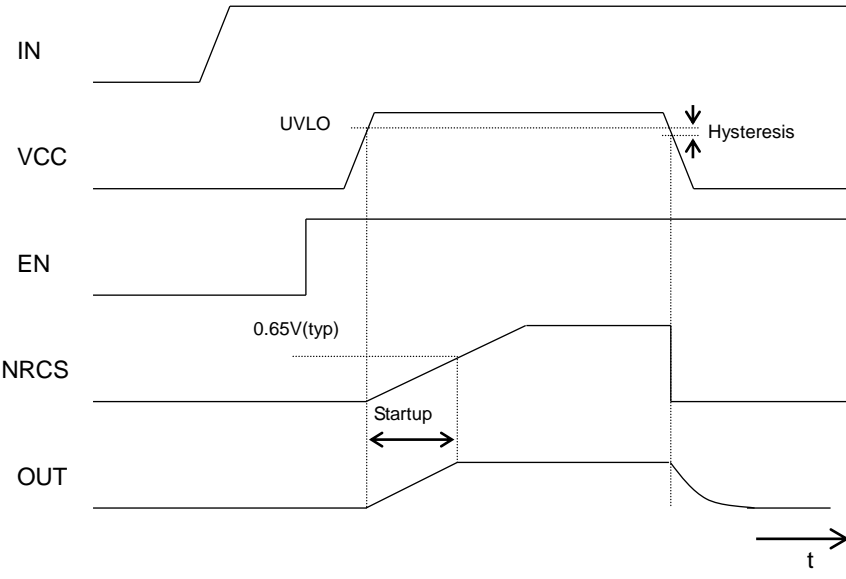 IN
UVLO
Hysteresis
VCC
EN
0.65V(typ)
NRCS
Startup
OUT
t